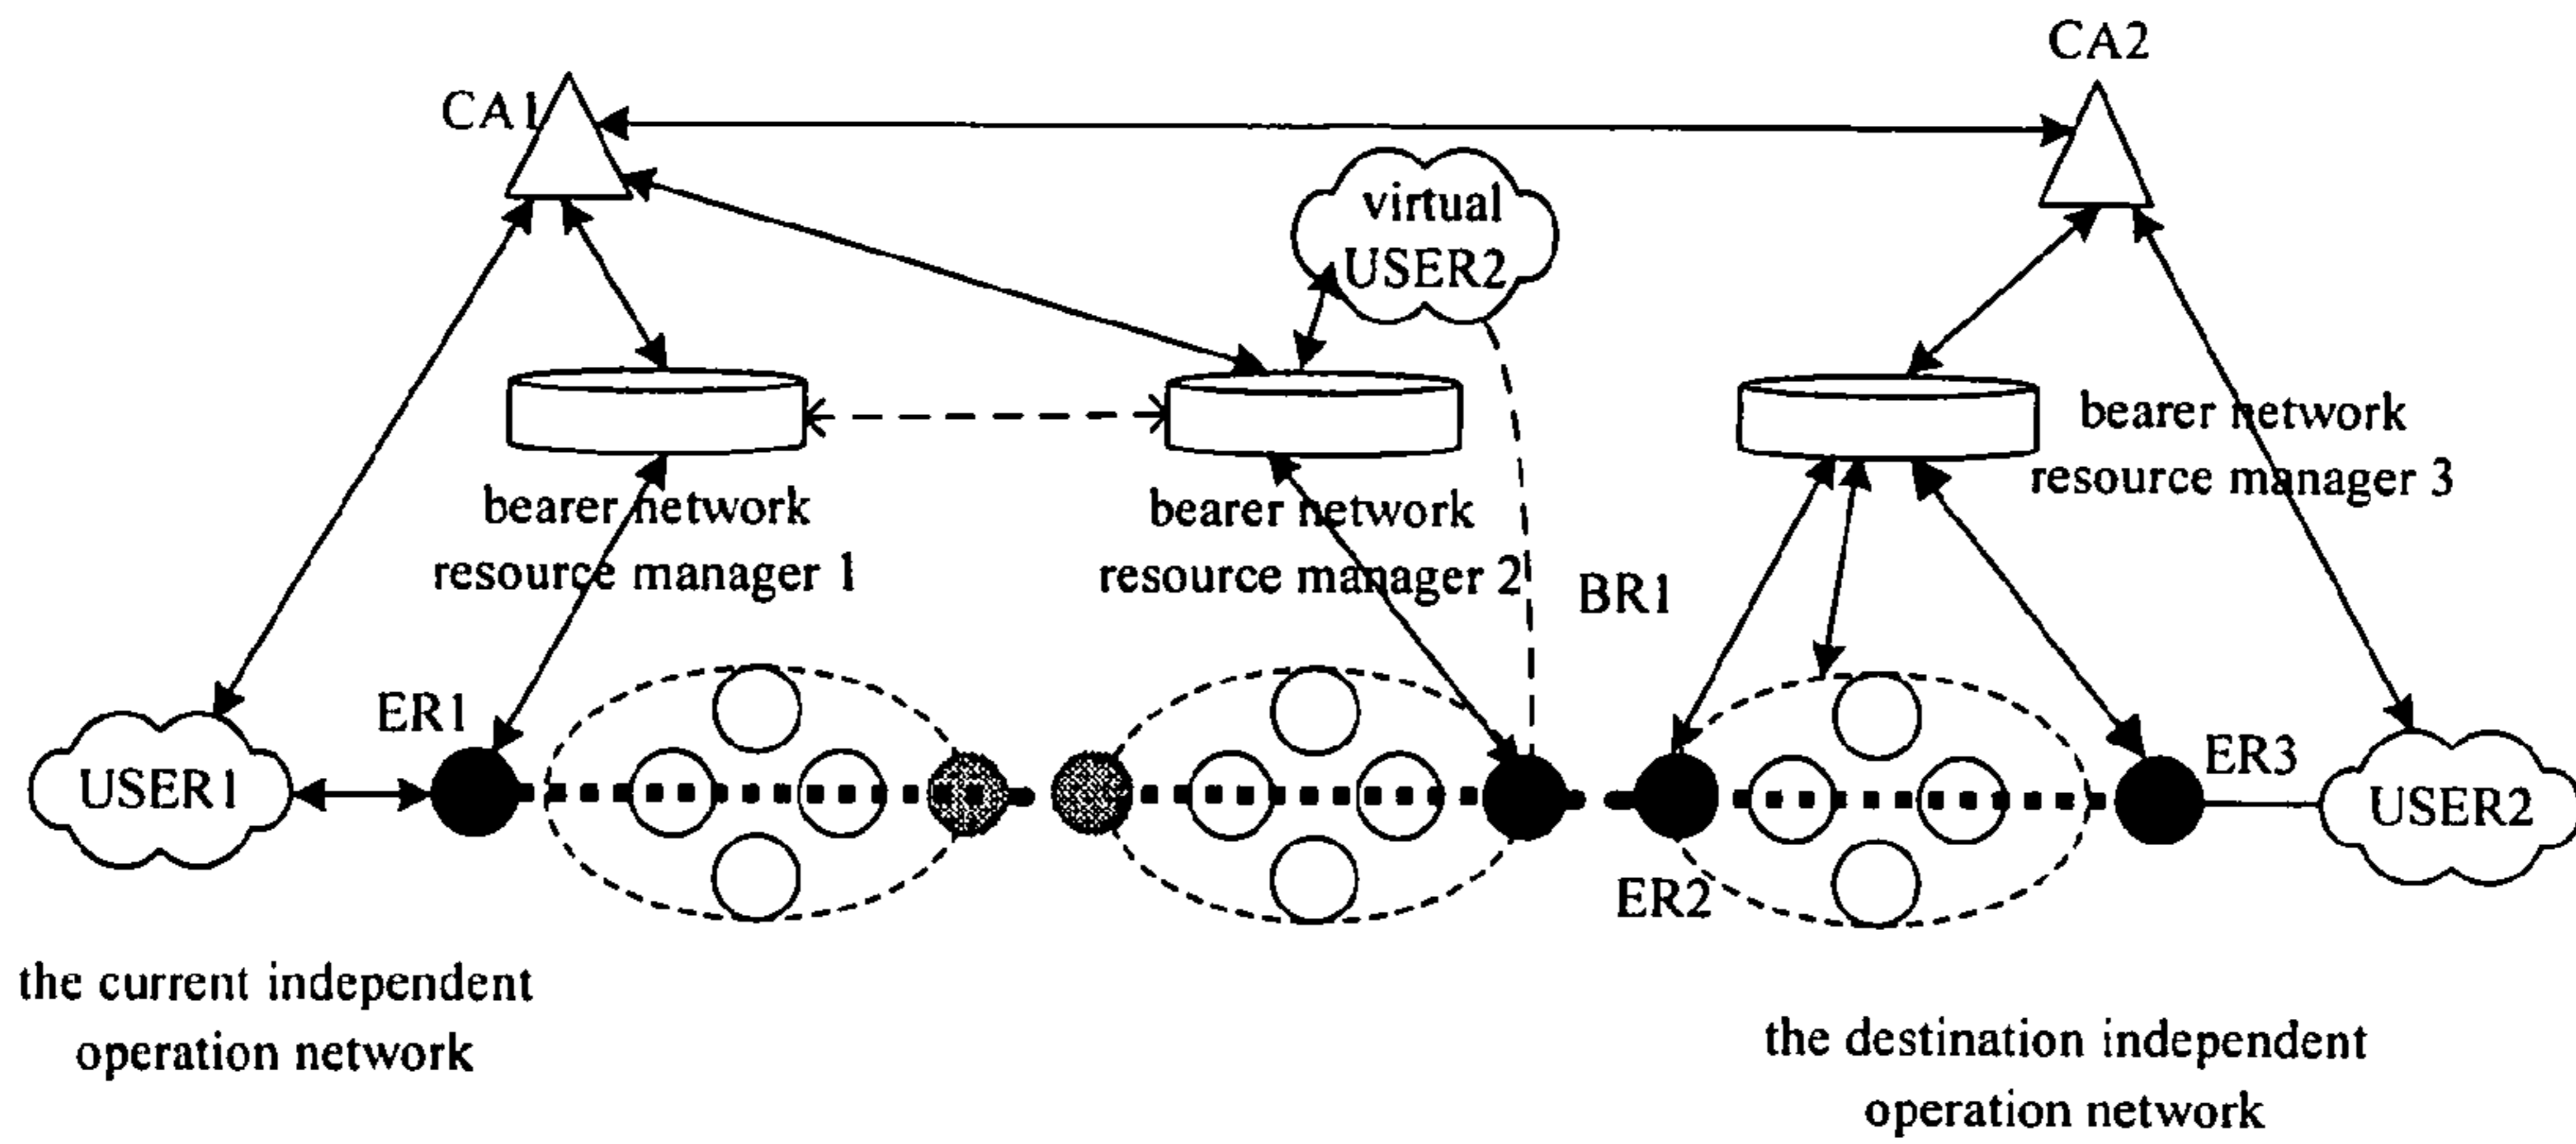 CA2
CA1
virtual
USER2
bearer network
resource manager 3
bearer network
resource manager 1
bearer network
resource manager 2
BR1
ER1
USER1
ER3
USER2
ER2
the current independent
operation network
the destination independent
operation network